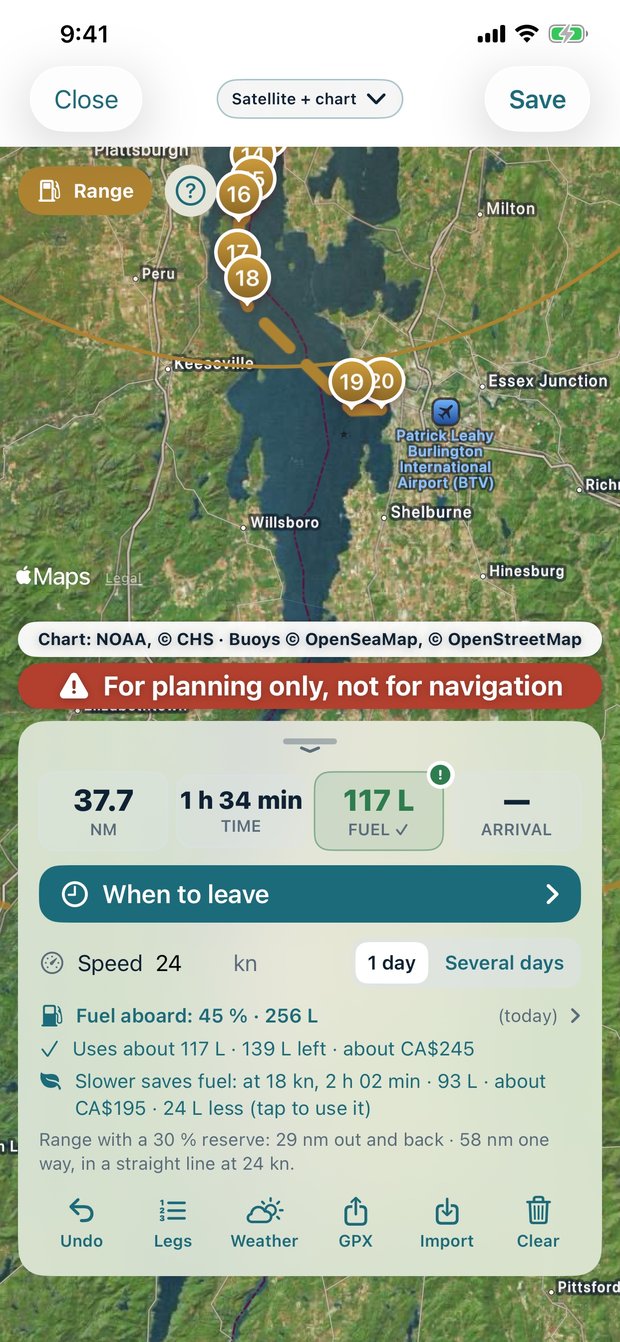 9:41
Close
Satellite + chart
Save
Plattsburgh
14
15
16
Range
?
Milton
17
Peru
18
Keeseville
19
20
Essex Junction
Patrick Leahy
Burlington
International
Airport (BTV)
Willsboro
Shelburne
Maps
Legal
Hinesburg
Chart: NOAA, © CHS · Buoys © OpenSeaMap, © OpenStreetMap
For planning only, not for navigation
37.7
NM
1 h 34 min
TIME
117 L
FUEL ✓
—
ARRIVAL
When to leave
Speed 24 kn
1 day
Several days
Fuel aboard: 45 % · 256 L
(today)
Uses about 117 L · 139 L left · about CA$245
Slower saves fuel: at 18 kn, 2 h 02 min · 93 L · about
CA$195 · 24 L less (tap to use it)
Range with a 30 % reserve: 29 nm out and back · 58 nm one
way, in a straight line at 24 kn.
Undo
Legs
Weather
GPX
Import
Clear
Pittsford